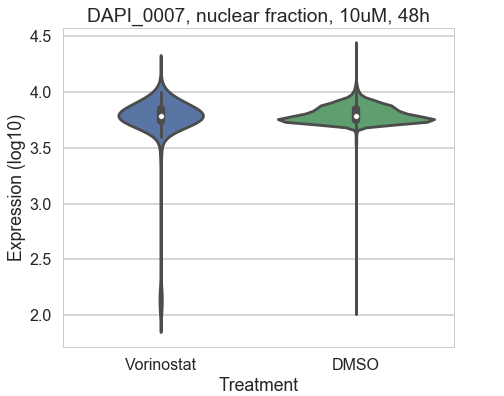 DAPI_0007, nuclear fraction, 10uM, 48h
4.5
4.0
3.5
3.0
2.5
2.0
Expression (log10)
Vorinostat
DMSO
Treatment